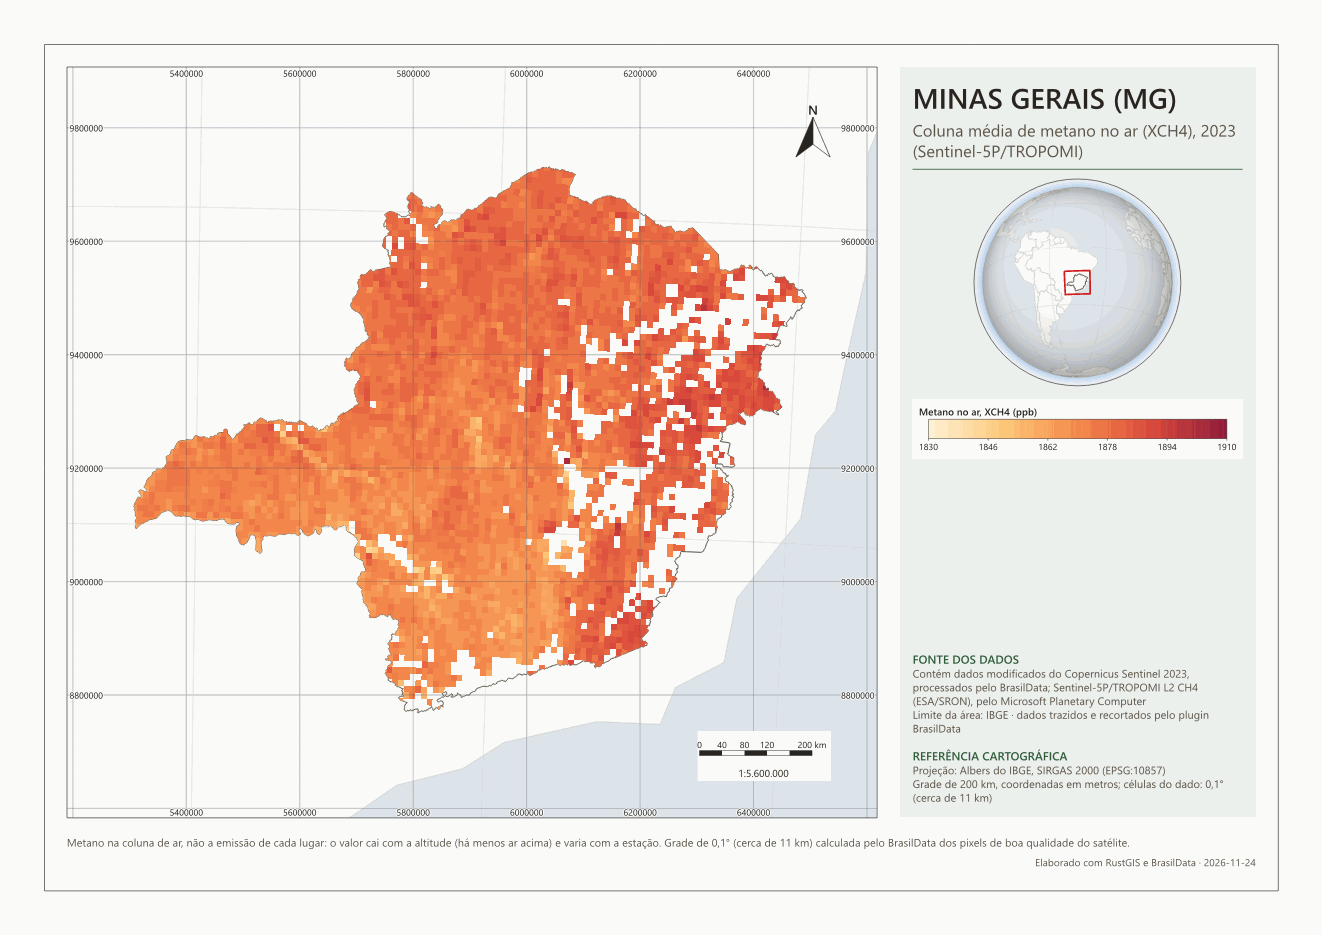 5400000
5600000
5800000
6000000
6200000
6400000
N
9800000
9800000
9600000
9600000
9400000
9400000
9200000
9200000
9000000
9000000
8800000
8800000
0 40 80 120 200 km
1:5.600.000
5400000
5600000
5800000
6000000
6200000
6400000
MINAS GERAIS (MG)
Coluna média de metano no ar (XCH4), 2023
(Sentinel-5P/TROPOMI)
Metano no ar, XCH4 (ppb)
1830 1846 1862 1878 1894 1910
FONTE DOS DADOS
Contém dados modificados do Copernicus Sentinel 2023,
processados pelo BrasilData; Sentinel-5P/TROPOMI L2 CH4
(ESA/SRON), pelo Microsoft Planetary Computer
Limite da área: IBGE · dados trazidos e recortados pelo plugin
BrasilData
REFERÊNCIA CARTOGRÁFICA
Projeção: Albers do IBGE, SIRGAS 2000 (EPSG:10857)
Grade de 200 km, coordenadas em metros; células do dado: 0,1°
(cerca de 11 km)
Metano na coluna de ar, não a emissão de cada lugar: o valor cai com a altitude (há menos ar acima) e varia com a estação. Grade de 0,1° (cerca de 11 km) calculada pelo BrasilData dos pixels de boa qualidade do satélite.
Elaborado com RustGIS e BrasilData · 2026-11-24